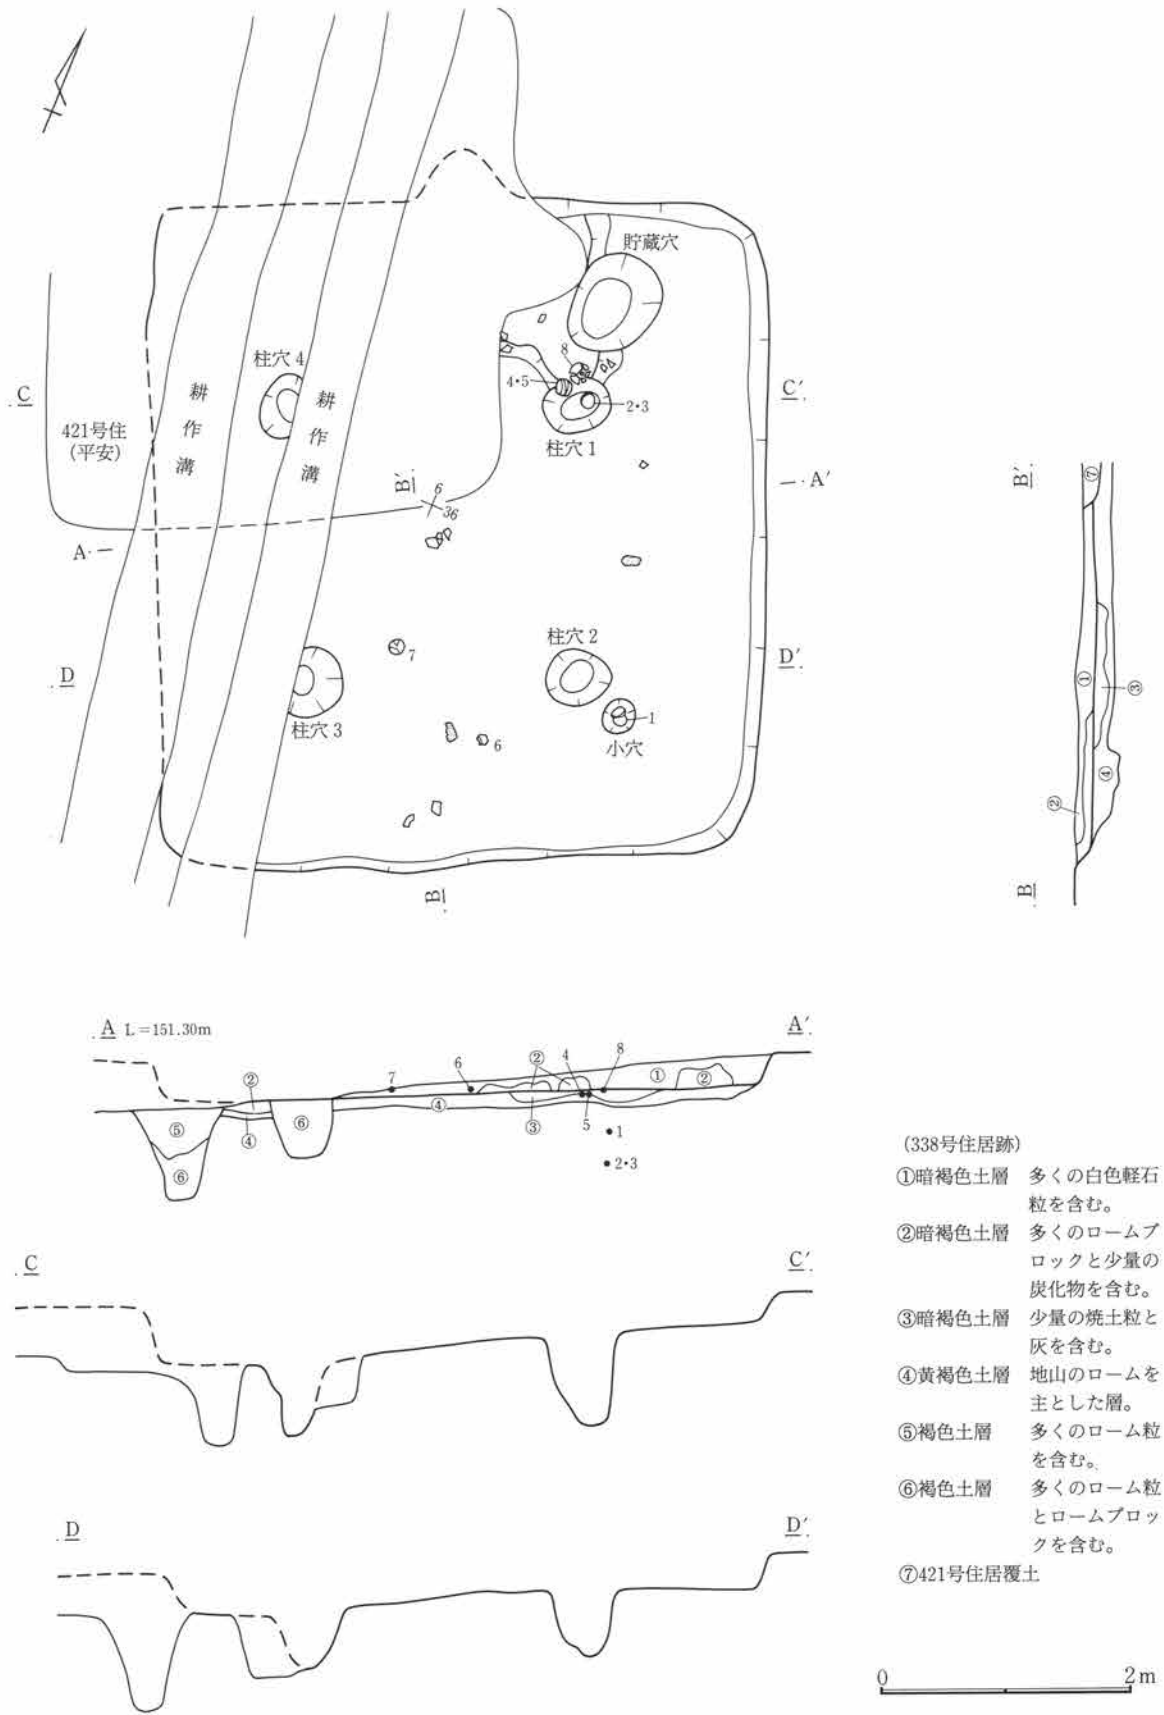 貯蔵穴
8
4・5
2・3
柱穴1
柱穴4
C
C′
耕作溝
耕作溝
421号住
(平安)
A′
B′
6
36
A
B′
柱穴2
7
D
D′
柱穴3
1
小穴
6
B
⑦
①
③
④
②
B
A L=151.30m
A′
7
6
②
4
8
①
②
②
④
③
5
⑤
④
⑥
⑥
1
2・3
C
C′
D
D′
(338号住居跡)
①暗褐色土層 多くの白色軽石
粒を含む。
②暗褐色土層 多くのロームブ
ロックと少量の
炭化物を含む。
③暗褐色土層 少量の焼土粒と
灰を含む。
④黄褐色土層 地山のロームを
主とした層。
⑤褐色土層 多くのローム粒
を含む。
⑥褐色土層 多くのローム粒
とロームブロッ
クを含む。
⑦421号住居覆土
0 2m